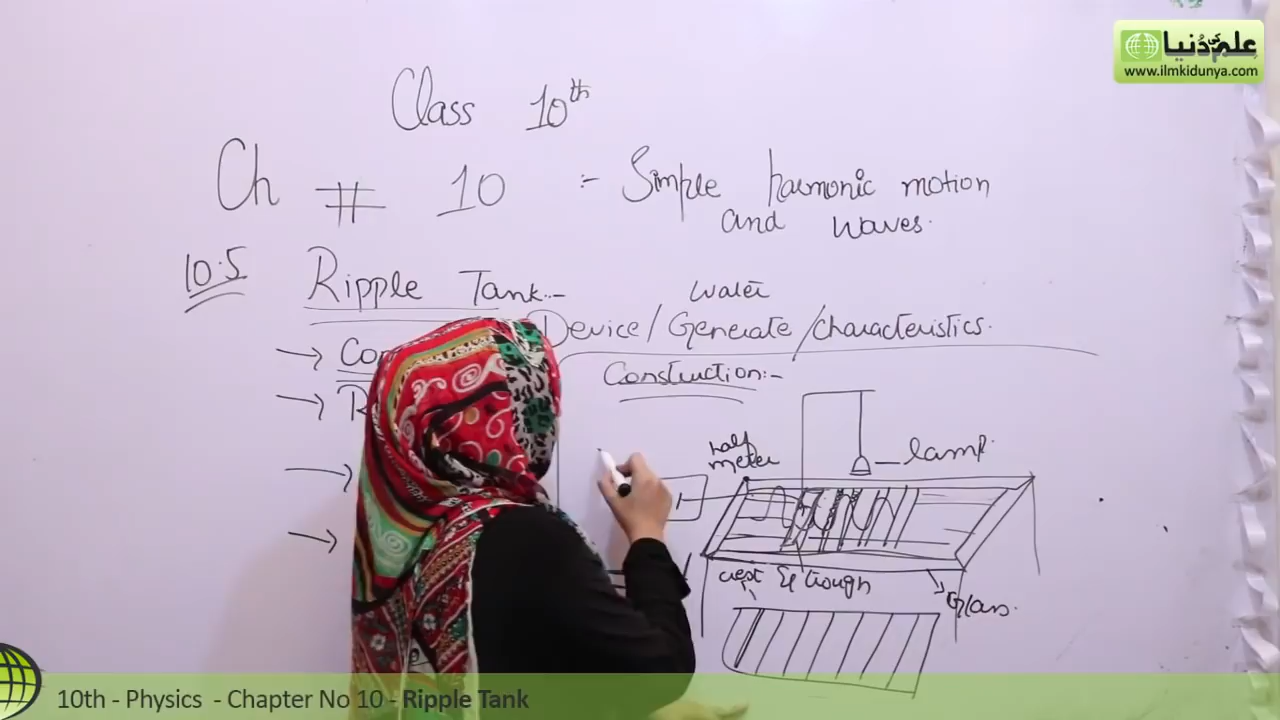 علم کی دنیا
www.ilmkidunya.com
Class 10th
Ch # 10 :- Simple harmonic motion
and waves.
10.5 Ripple Tank:-
water
Device/Generate/characteristics.
Construction:-
half
meter
lamp
crest & trough
Glass.
10th - Physics - Chapter No 10 - Ripple Tank